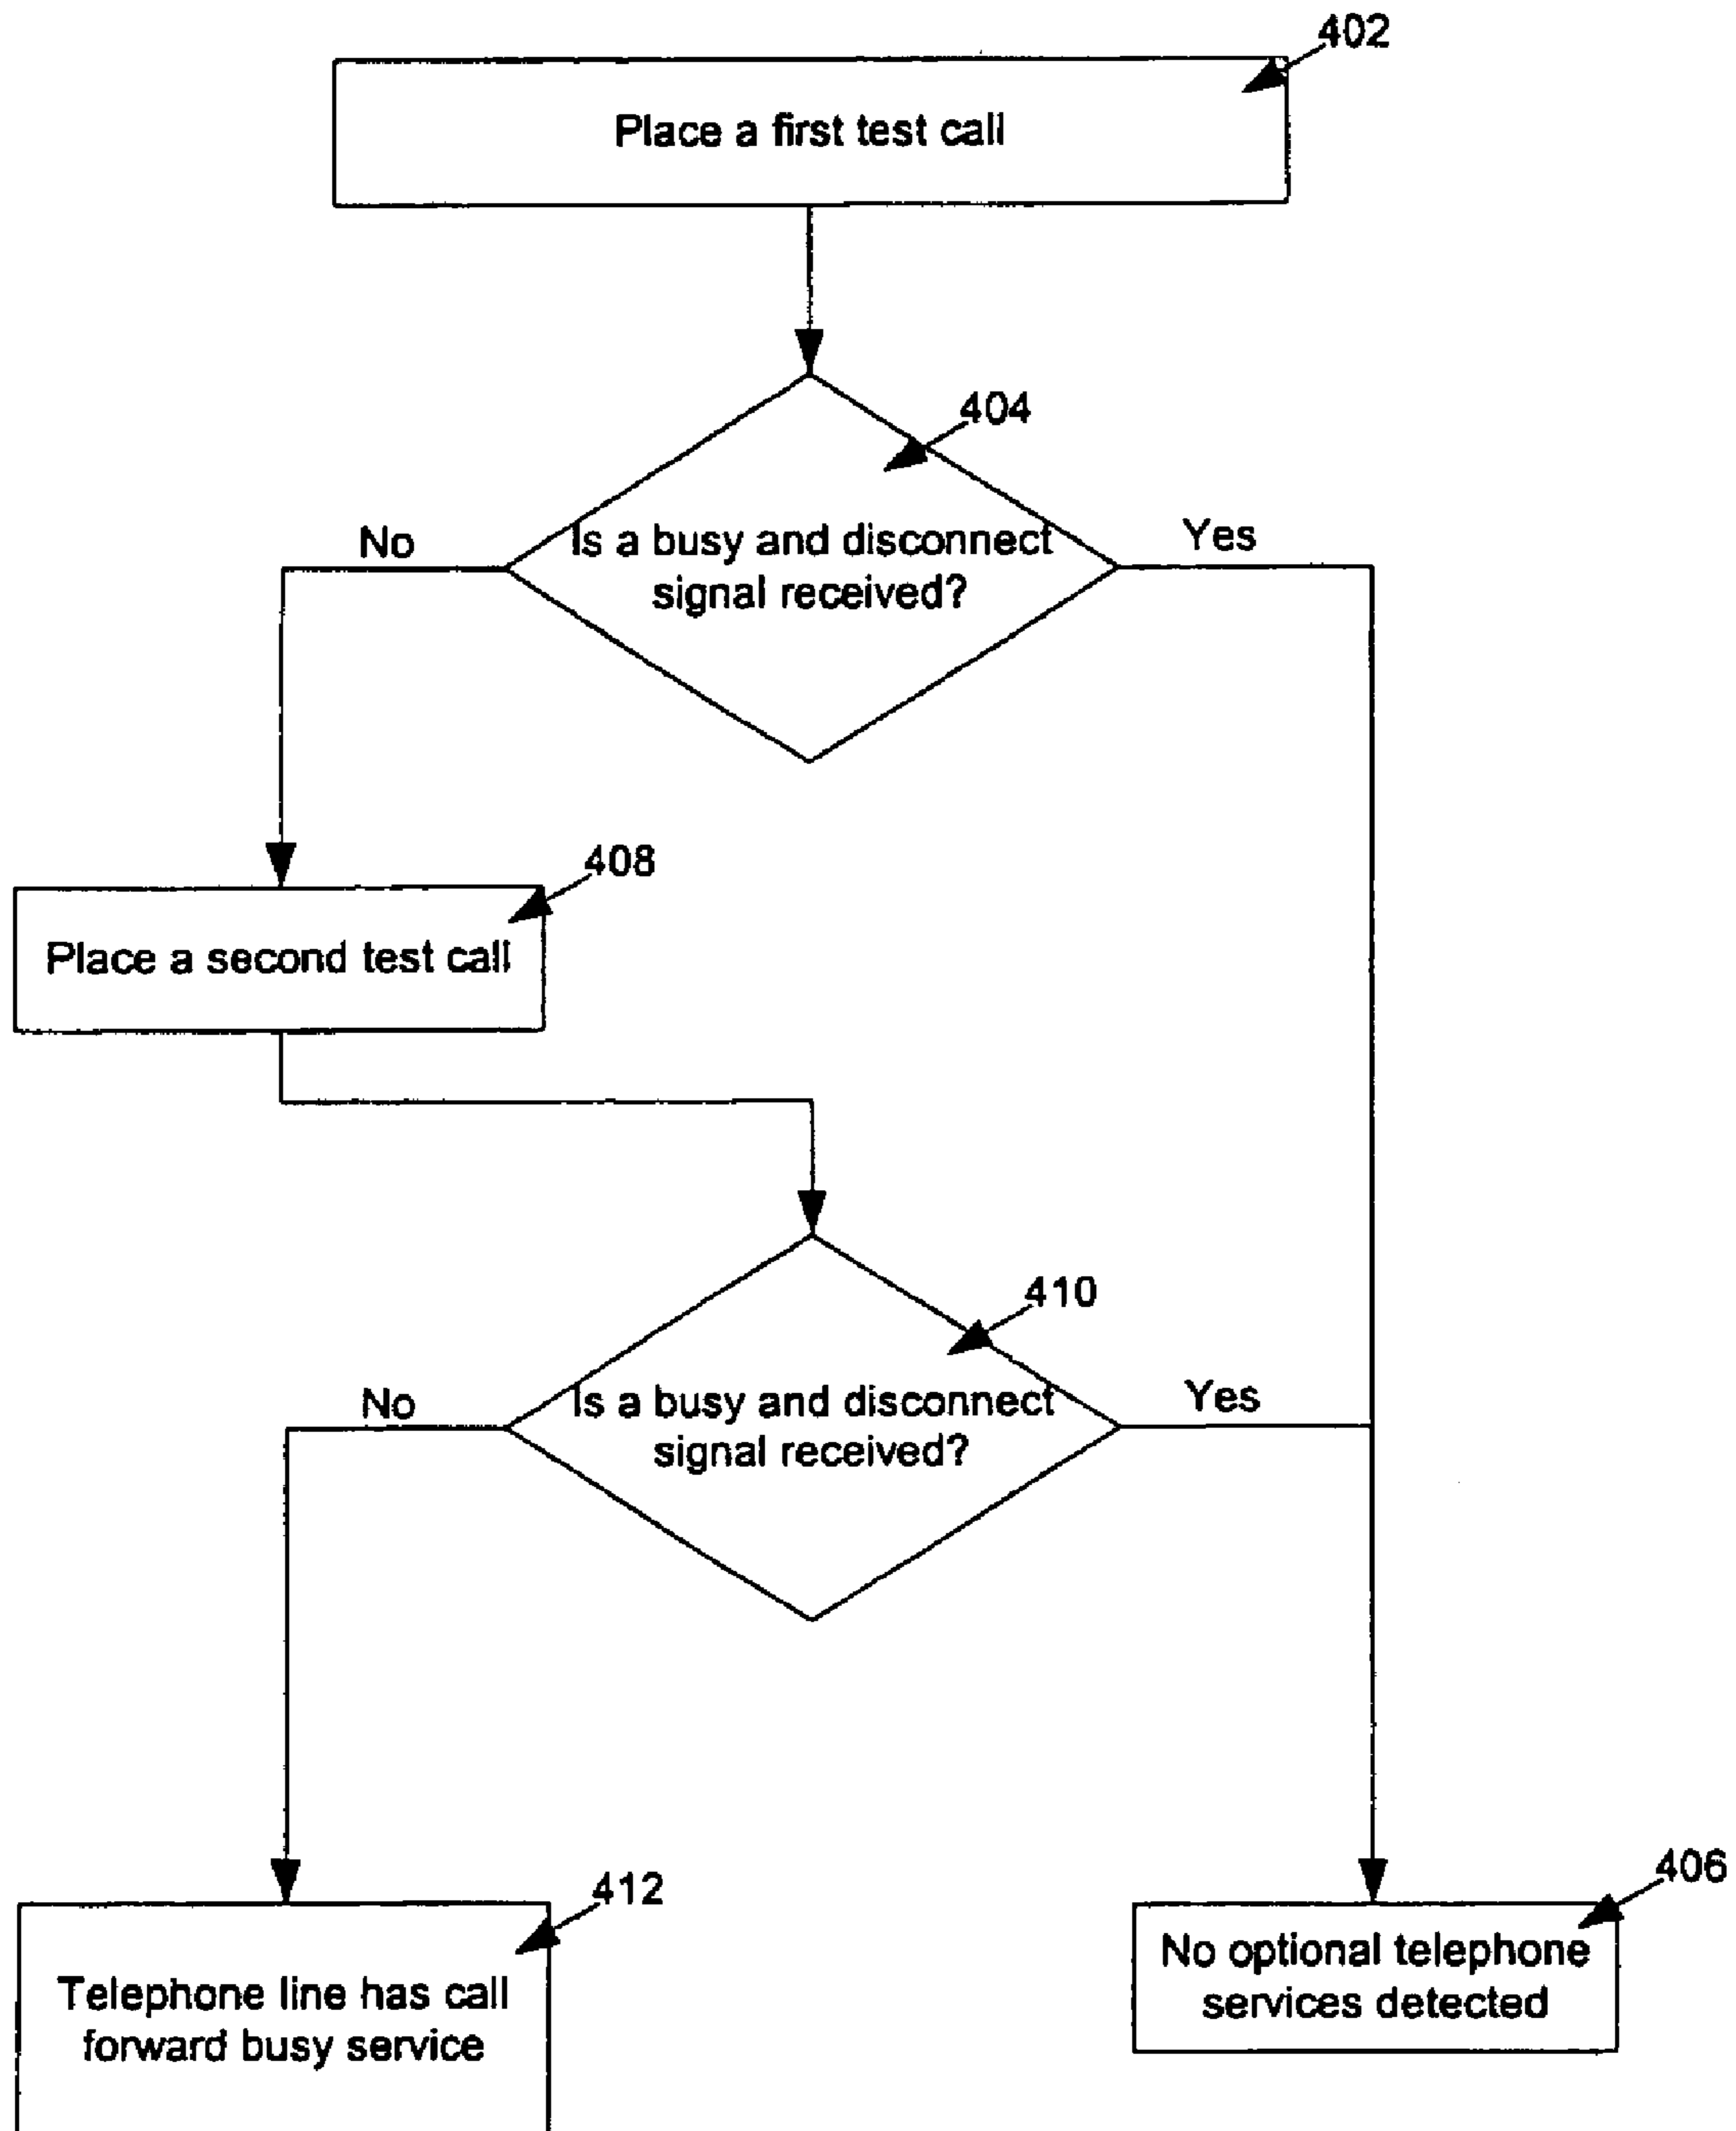 402
Place a first test call
404
No
Is a busy and disconnect
signal received?
Yes
408
Place a second test call
410
No
Is a busy and disconnect
signal received?
Yes
412
Telephone line has call
forward busy service
406
No optional telephone
services detected